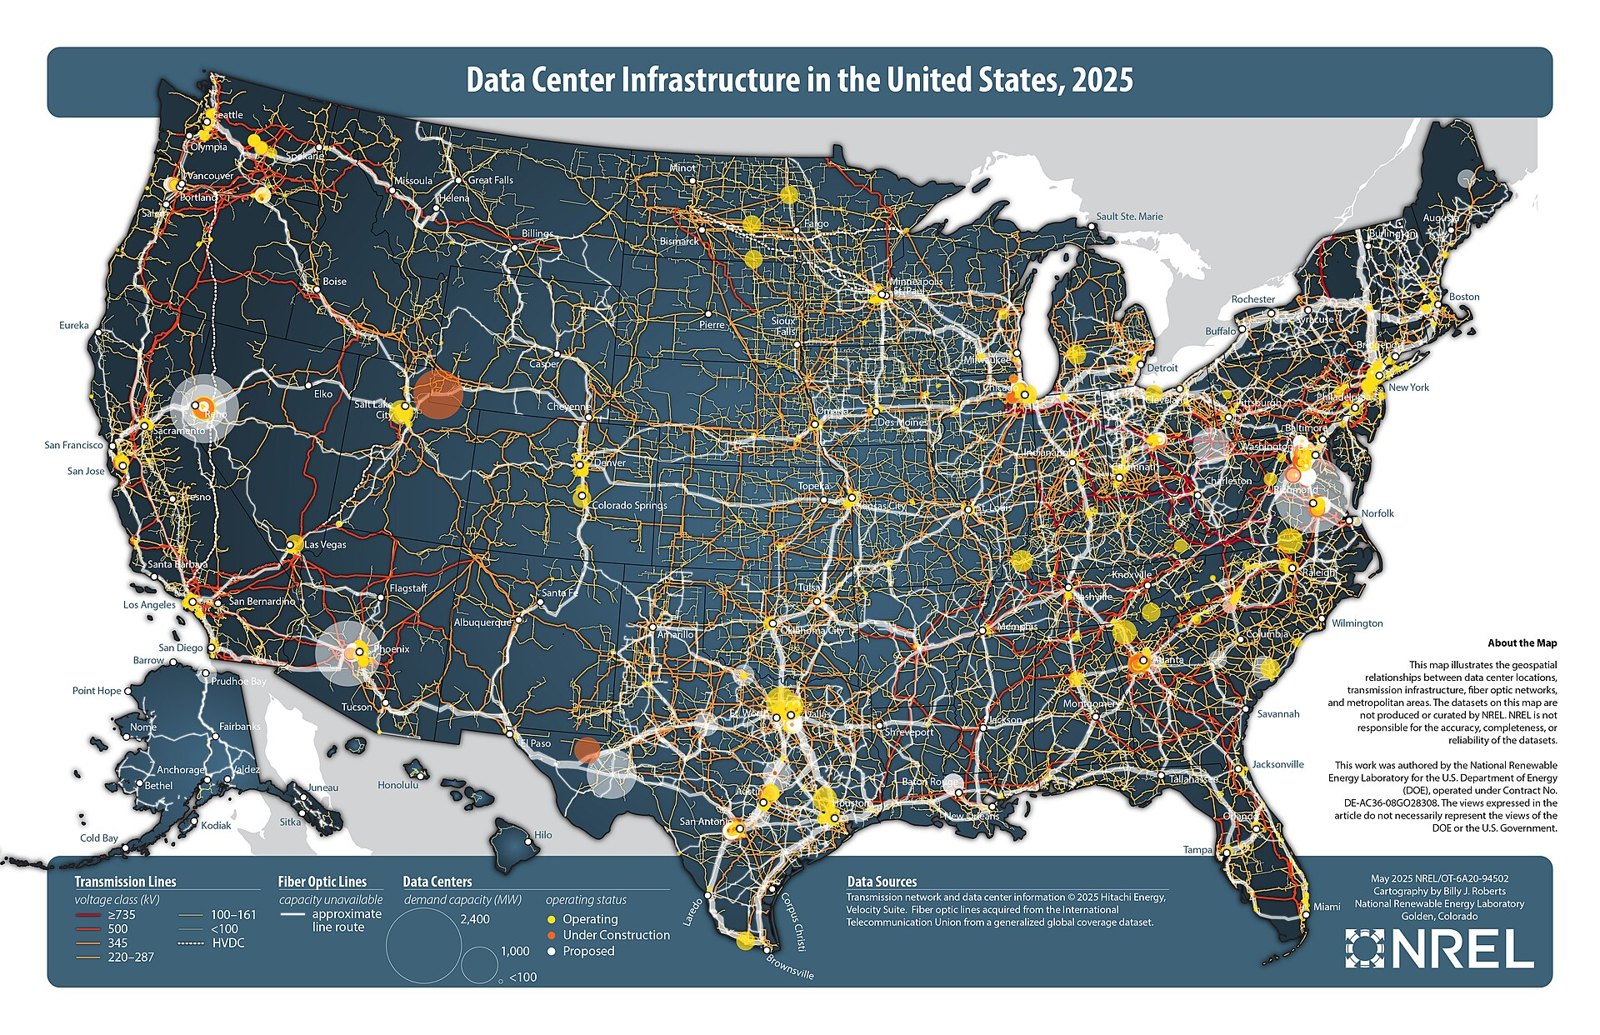 Data Center Infrastructure in the United States, 2025
Seattle
Olympia
Spokane
Vancouver
Portland
Salem
Missoula
Great Falls
Helena
Billings
Boise
Eureka
Minot
Bismarck
Fargo
Minneapolis
Pierre
Sioux
Falls
Sault Ste. Marie
Augusta
Burlington
Rochester
Syracuse
Buffalo
Boston
Bridgeport
New York
Philadelphia
Milwaukee
Detroit
Chicago
Cleveland
Pittsburgh
Casper
Cheyenne
Elko
Salt Lake
City
Reno
Sacramento
San Francisco
San Jose
Fresno
Omaha
Des Moines
Denver
Colorado Springs
Topeka
Kansas City
St. Louis
Indianapolis
Cincinnati
Charleston
Baltimore
Washington
Richmond
Norfolk
Las Vegas
Santa Barbara
Los Angeles
San Bernardino
San Diego
Flagstaff
Santa Fe
Albuquerque
Phoenix
Tucson
El Paso
Amarillo
Tulsa
Oklahoma City
Memphis
Nashville
Knoxville
Raleigh
Wilmington
Columbia
Atlanta
Savannah
Montgomery
Jackson
Shreveport
Dallas
Austin
Houston
San Antonio
Baton Rouge
New Orleans
Tallahassee
Jacksonville
Orlando
Tampa
Miami
Laredo
Corpus Christi
Brownsville
Barrow
Prudhoe Bay
Point Hope
Nome
Fairbanks
Anchorage
Valdez
Bethel
Juneau
Sitka
Kodiak
Cold Bay
Honolulu
Hilo
About the Map
This map illustrates the geospatial
relationships between data center locations,
transmission infrastructure, fiber optic networks,
and metropolitan areas. The datasets on this map are
not produced or curated by NREL. NREL is not
responsible for the accuracy, completeness, or
reliability of the datasets.
This work was authored by the National Renewable
Energy Laboratory for the U.S. Department of Energy
(DOE), operated under Contract No.
DE-AC36-08GO28308. The views expressed in the
article do not necessarily represent the views of the
DOE or the U.S. Government.
Transmission Lines
voltage class (kV)
≥735
500
345
220–287
100–161
<100
HVDC
Fiber Optic Lines
capacity unavailable
approximate
line route
Data Centers
demand capacity (MW)
2,400
1,000
<100
operating status
Operating
Under Construction
Proposed
Data Sources
Transmission network and data center information © 2025 Hitachi Energy,
Velocity Suite. Fiber optic lines acquired from the International
Telecommunication Union from a generalized global coverage dataset.
May 2025 NREL/OT-6A20-94502
Cartography by Billy J. Roberts
National Renewable Energy Laboratory
Golden, Colorado
NREL